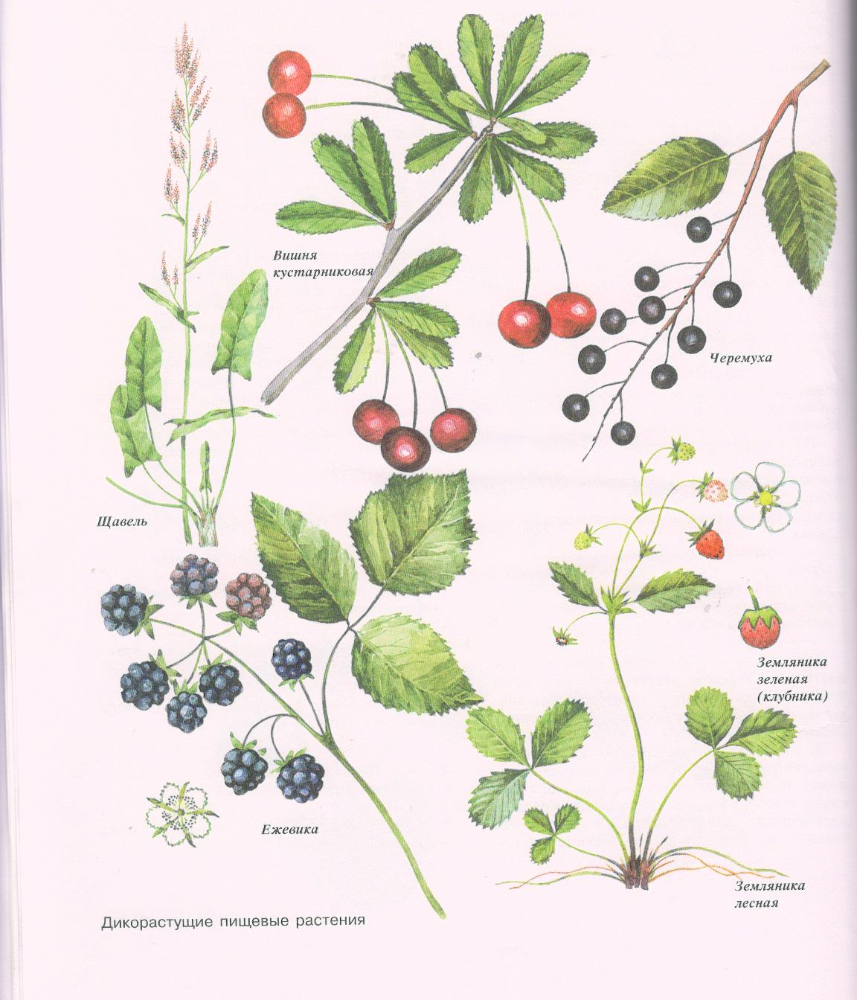 Вишня
кустарниковая
Черемуха
Щавель
Земляника
зеленая
(клубника)
Ежевика
Земляника
лесная
Дикорастущие пищевые растения